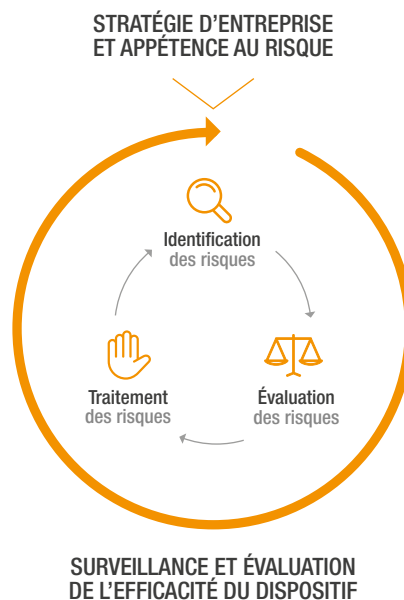 STRATÉGIE D’ENTREPRISE
ET APPÉTENCE AU RISQUE
Identification
des risques
Traitement
des risques
Évaluation
des risques
SURVEILLANCE ET ÉVALUATION
DE L’EFFICACITÉ DU DISPOSITIF